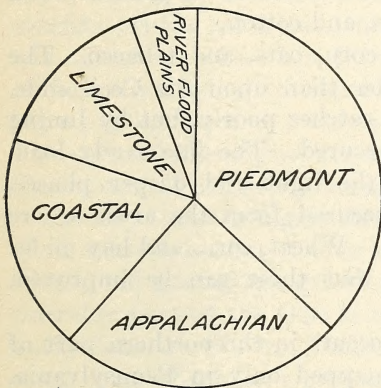 RIVER FLOOD
PLAINS
LIMESTONE
PIEDMONT
COASTAL
APPALACHIAN